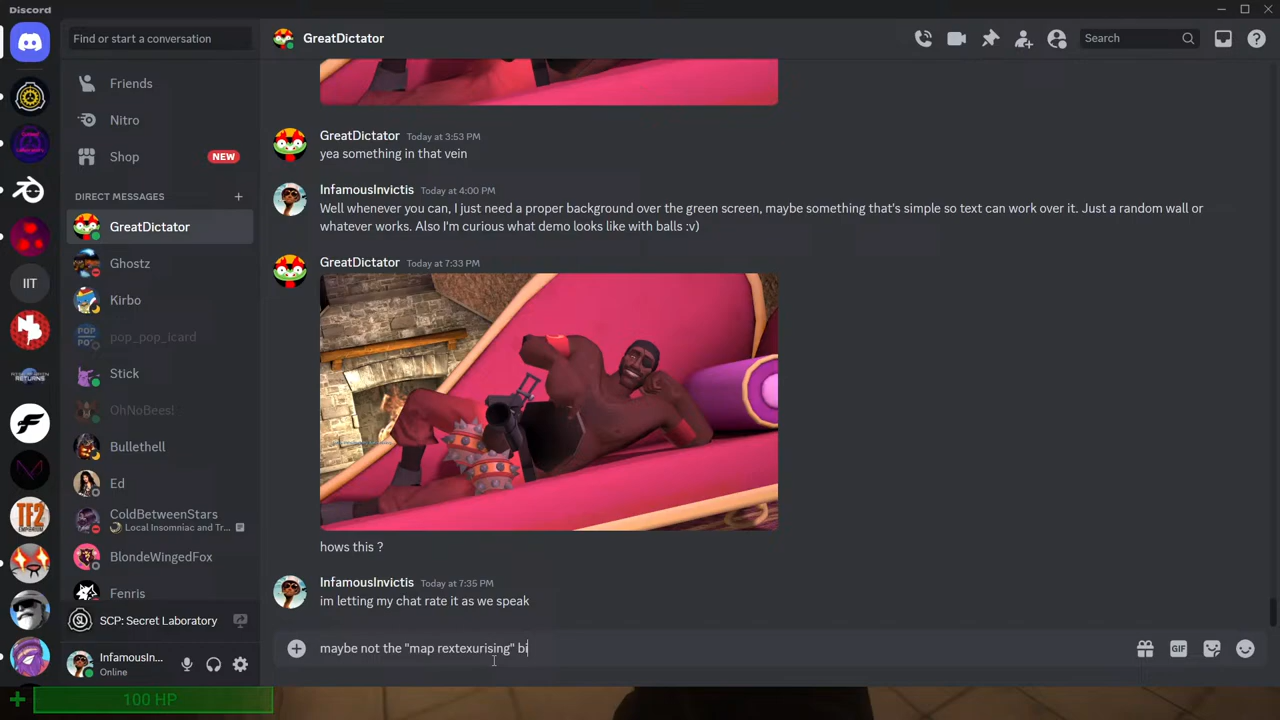 Discord
Find or start a conversation
GreatDictator
Search
Friends
Nitro
Shop
NEW
DIRECT MESSAGES
GreatDictator
Ghostz
Kirbo
pop_pop_icard
Stick
OhNoBees!
Bullethell
Ed
ColdBetweenStars
Local Insomniac and Tr...
BlondeWingedFox
Fenris
SCP: Secret Laboratory
InfamousIn...
Online
IIT
POP
POP
RETURNS
TF2
GreatDictator Today at 3:53 PM
yea something in that vein
InfamousInvictis Today at 4:00 PM
Well whenever you can, I just need a proper background over the green screen, maybe something that's simple so text can work over it. Just a random wall or
whatever works. Also I'm curious what demo looks like with balls :v)
GreatDictator Today at 7:33 PM
hows this ?
InfamousInvictis Today at 7:35 PM
im letting my chat rate it as we speak
maybe not the "map rextexurising" bi
GIF
100 HP